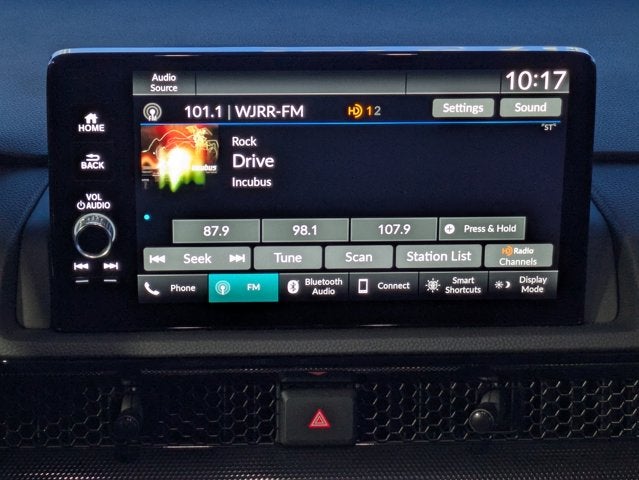 Audio
Source
10:17
101.1 | WJRR-FM
HD 1 2
Settings
Sound
"ST"
HOME
BACK
VOL
AUDIO
Rock
Drive
Incubus
incubus
87.9
98.1
107.9
Press & Hold
Seek
Tune
Scan
Station List
HD Radio
Channels
Phone
FM
Bluetooth
Audio
Connect
Smart
Shortcuts
Display
Mode